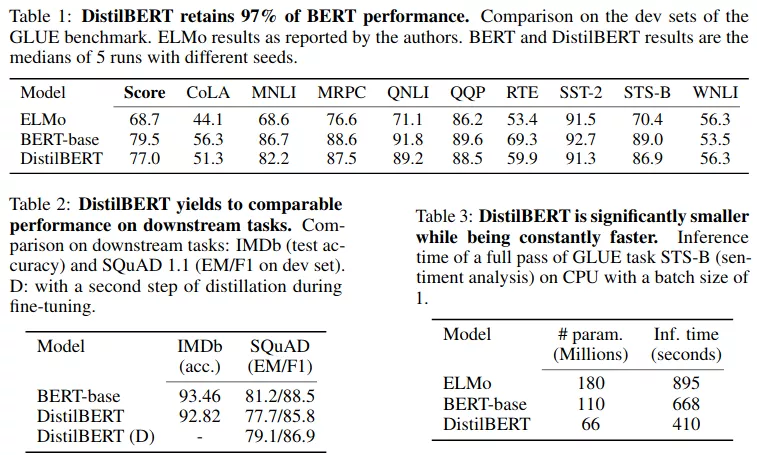 Table 1: DistilBERT retains 97% of BERT performance. Comparison on the dev sets of the
GLUE benchmark. ELMo results as reported by the authors. BERT and DistilBERT results are the
medians of 5 runs with different seeds.
Model Score CoLA MNLI MRPC QNLI QQP RTE SST-2 STS-B WNLI
ELMo 68.7 44.1 68.6 76.6 71.1 86.2 53.4 91.5 70.4 56.3
BERT-base 79.5 56.3 86.7 88.6 91.8 89.6 69.3 92.7 89.0 53.5
DistilBERT 77.0 51.3 82.2 87.5 89.2 88.5 59.9 91.3 86.9 56.3
Table 2: DistilBERT yields to comparable
performance on downstream tasks. Com-
parison on downstream tasks: IMDb (test ac-
curacy) and SQuAD 1.1 (EM/F1 on dev set).
D: with a second step of distillation during
fine-tuning.
Model IMDb SQuAD
(acc.) (EM/F1)
BERT-base 93.46 81.2/88.5
DistilBERT 92.82 77.7/85.8
DistilBERT (D) - 79.1/86.9
Table 3: DistilBERT is significantly smaller
while being constantly faster. Inference
time of a full pass of GLUE task STS-B (sen-
timent analysis) on CPU with a batch size of
1.
Model # param. Inf. time
(Millions) (seconds)
ELMo 180 895
BERT-base 110 668
DistilBERT 66 410